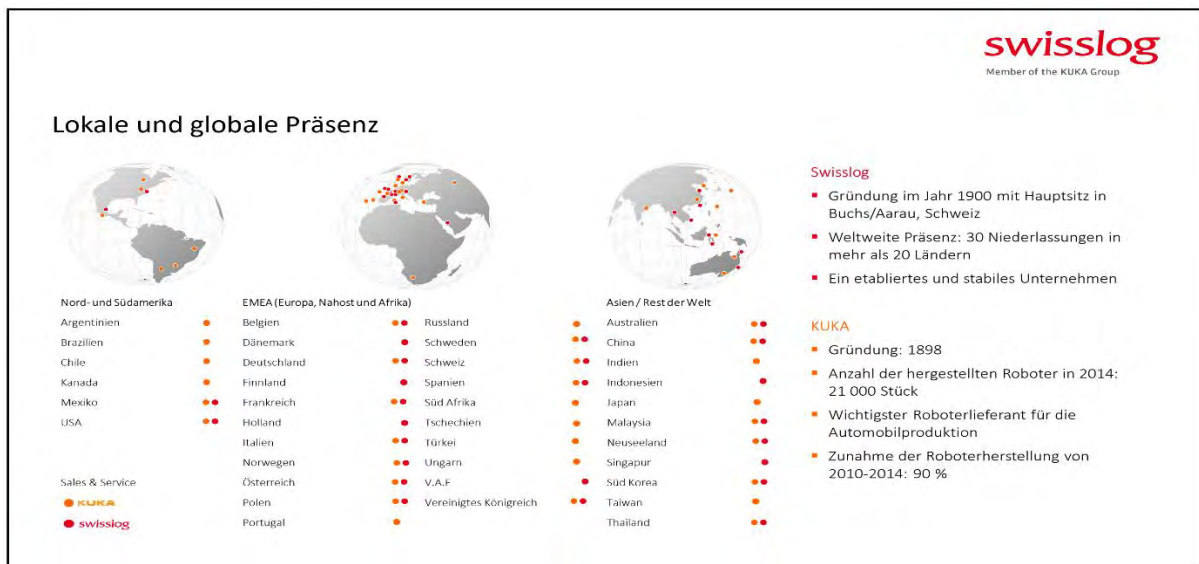 swisslog
Member of the KUKA Group
Lokale und globale Präsenz
Nord- und Südamerika
Argentinien
Brazilien
Chile
Kanada
Mexiko
USA
Sales & Service
KUKA
swisslog
EMEA (Europa, Nahost und Afrika)
Belgien
Dänemark
Deutschland
Finnland
Frankreich
Holland
Italien
Norwegen
Österreich
Polen
Portugal
Russland
Schweden
Schweiz
Spanien
Süd Afrika
Tschechien
Türkei
Ungarn
V.A.F
Vereinigtes Königreich
Asien / Rest der Welt
Australien
China
Indien
Indonesien
Japan
Malaysia
Neuseeland
Singapur
Süd Korea
Taiwan
Thailand
Swisslog
Gründung im Jahr 1900 mit Hauptsitz in
Buchs/Aarau, Schweiz
Weltweite Präsenz: 30 Niederlassungen in
mehr als 20 Ländern
Ein etabliertes und stabiles Unternehmen
KUKA
Gründung: 1898
Anzahl der hergestellten Roboter in 2014:
21 000 Stück
Wichtigster Roboterlieferant für die
Automobilproduktion
Zunahme der Roboterherstellung von
2010-2014: 90 %